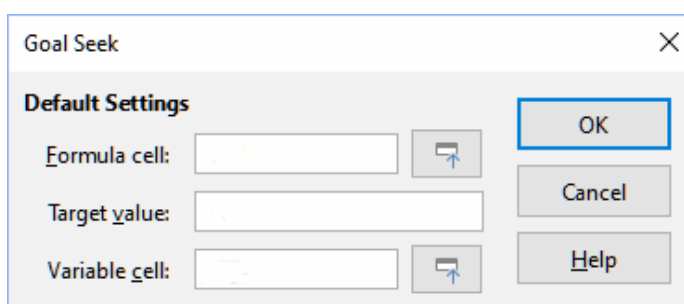 Goal Seek
Default Settings
OK
Formula cell:
Cancel
Target value:
Help
Variable cell: